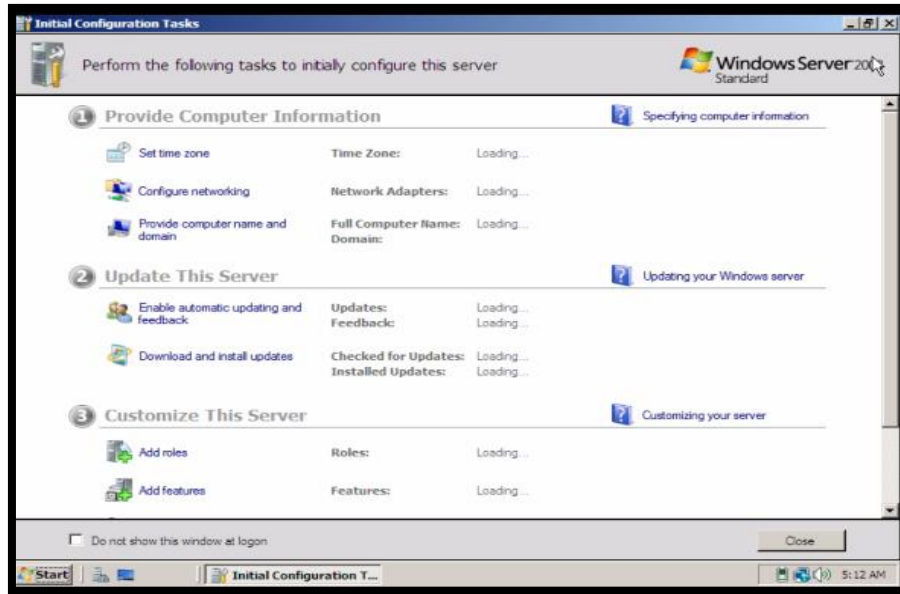 Initial Configuration Tasks
Perform the following tasks to initially configure this server
Windows Server 200
Standard
1 Provide Computer Information
Specifying computer information
Set time zone Time Zone: Loading...
Configure networking Network Adapters: Loading...
Provide computer name and domain Full Computer Name: Loading...
Domain:
2 Update This Server
Updating your Windows server
Enable automatic updating and feedback Updates: Loading...
Feedback: Loading...
Download and install updates Checked for Updates: Loading...
Installed Updates: Loading...
3 Customize This Server
Customizing your server
Add roles Roles: Loading...
Add features Features: Loading...
Do not show this window at logon
Close
Start
Initial Configuration T...
5:12 AM